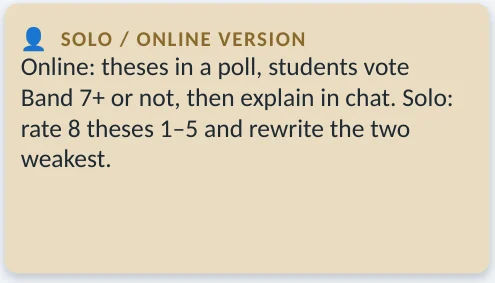 SOLO / ONLINE VERSION
Online: theses in a poll, students vote
Band 7+ or not, then explain in chat. Solo:
rate 8 theses 1–5 and rewrite the two
weakest.